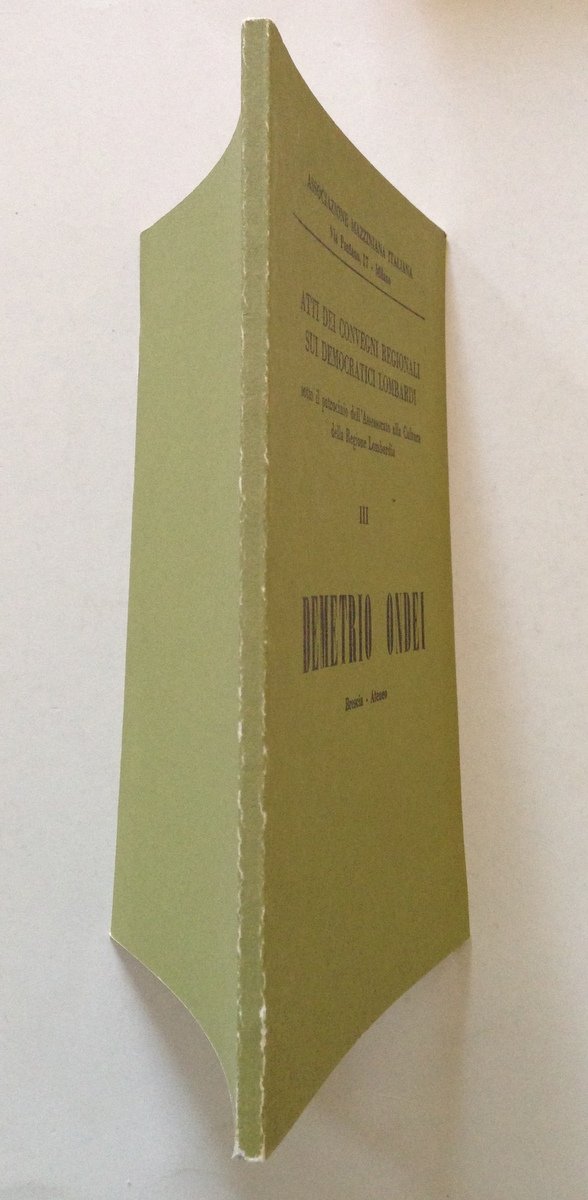 ASSOCIAZIONE MAZZINIANA ITALIANA
Via Pantano, 17 - Milano
ATTI DEI CONVEGNI REGIONALI
SUI DEMOCRATICI LOMBARDI
sotto il patrocinio dell'Assessorato alla Cultura
della Regione Lombardia
III
DEMETRIO ONDEI
Brescia - Ateneo